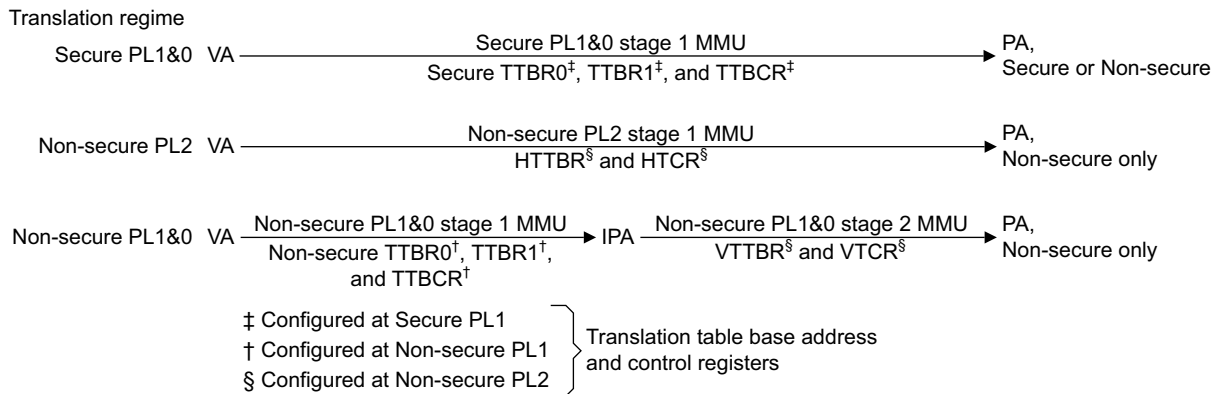 Translation regime
Secure PL1&0 VA
Secure PL1&0 stage 1 MMU
Secure TTBR0‡, TTBR1‡, and TTBCR‡
PA,
Secure or Non-secure
Non-secure PL2 VA
Non-secure PL2 stage 1 MMU
HTTBR§ and HTCR§
PA,
Non-secure only
Non-secure PL1&0 VA
Non-secure PL1&0 stage 1 MMU
Non-secure TTBR0†, TTBR1†,
and TTBCR†
IPA
Non-secure PL1&0 stage 2 MMU
VTTBR§ and VTCR§
PA,
Non-secure only
‡ Configured at Secure PL1
† Configured at Non-secure PL1
§ Configured at Non-secure PL2
Translation table base address
and control registers